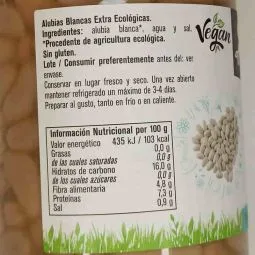 Alubias Blancas Extra Ecológicas.
Ingredientes: alubia blanca*, agua y sal.
*Procedente de agricultura ecológica.
Sin gluten.
Lote / Consumir preferentemente antes del: ver
envase.
Conservar en lugar fresco y seco. Una vez abierto
mantener refrigerado un máximo de 3-4 días.
Preparar al gusto, tanto en frío o en caliente.
Vegan
Información Nutricional por 100 g
Valor energético 435 kJ / 103 kcal
Grasas 0,0 g
de las cuales saturadas 0,0 g
Hidratos de carbono 16,0 g
de los cuales azúcares 0,0 g
Fibra alimentaria 4,8 g
Proteínas 7,3 g
Sal 0,8 g